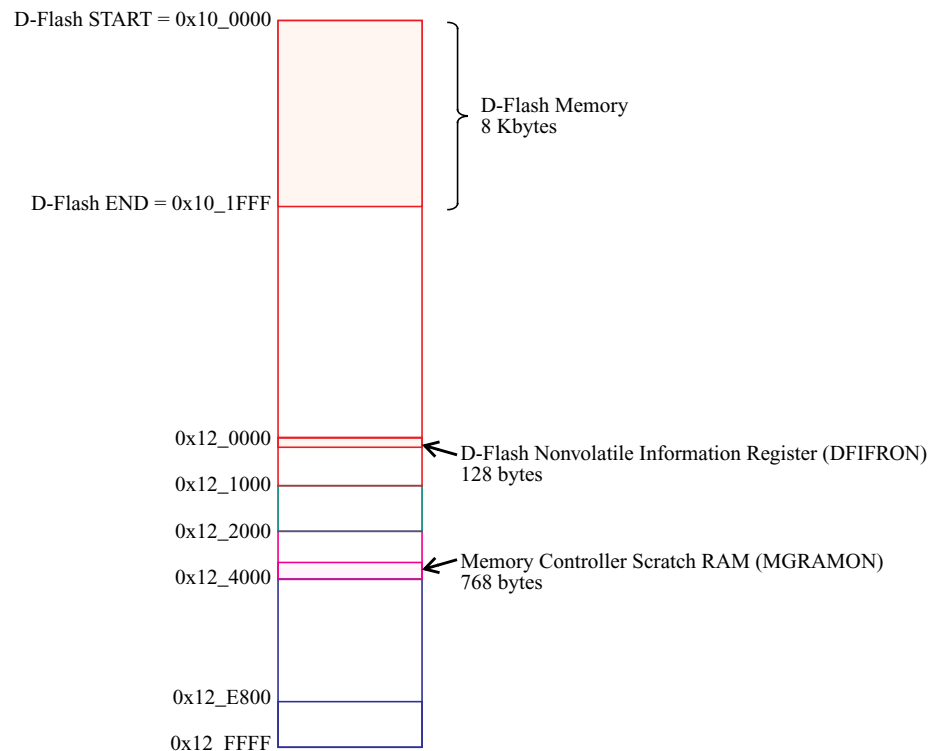 D-Flash START = 0x10_0000
D-Flash Memory
8 Kbytes
D-Flash END = 0x10_1FFF
0x12_0000
D-Flash Nonvolatile Information Register (DFIFRON)
128 bytes
0x12_1000
0x12_2000
Memory Controller Scratch RAM (MGRAMON)
768 bytes
0x12_4000
0x12_E800
0x12_FFFF